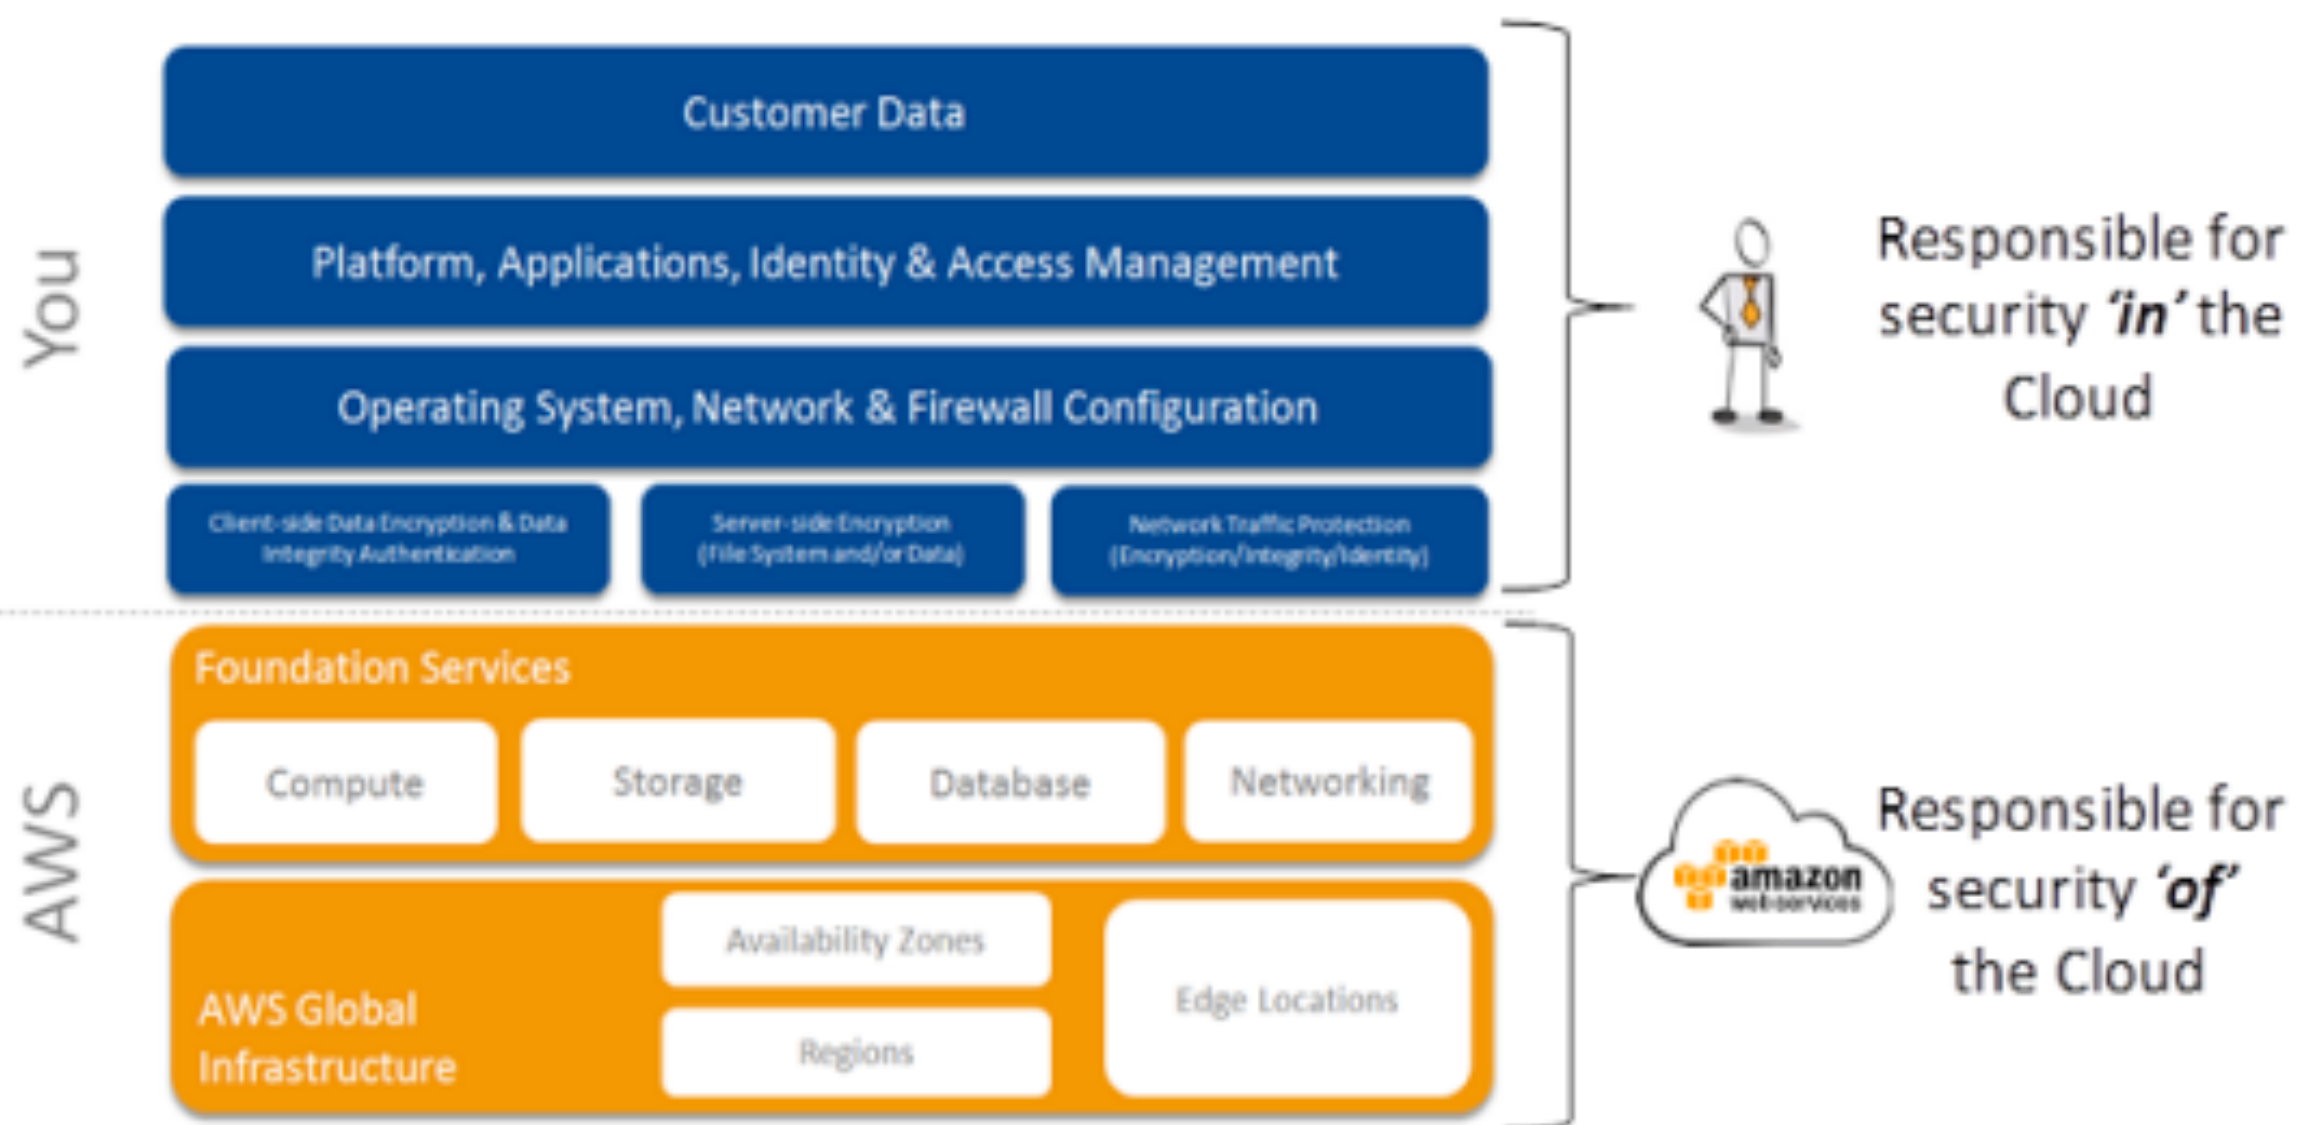 You
Customer Data
Platform, Applications, Identity & Access Management
Operating System, Network & Firewall Configuration
Client-side Data Encryption & Data
Integrity Authentication
Server-side Encryption
(File System and/or Data)
Network Traffic Protection
(Encryption/Integrity/Identity)
Responsible for
security ‘in’ the
Cloud
AWS
Foundation Services
Compute
Storage
Database
Networking
AWS Global
Infrastructure
Availability Zones
Regions
Edge Locations
amazon
webservices
Responsible for
security ‘of’
the Cloud